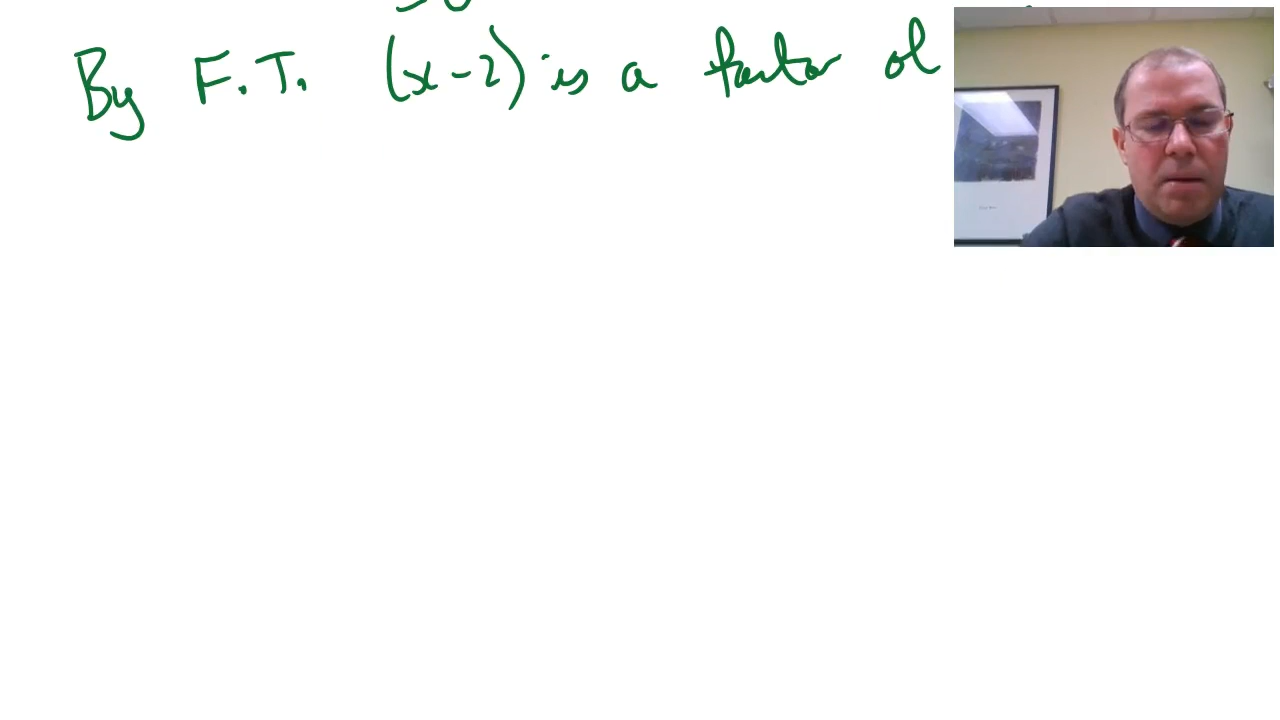 By F.T. (x-2) is a factor of